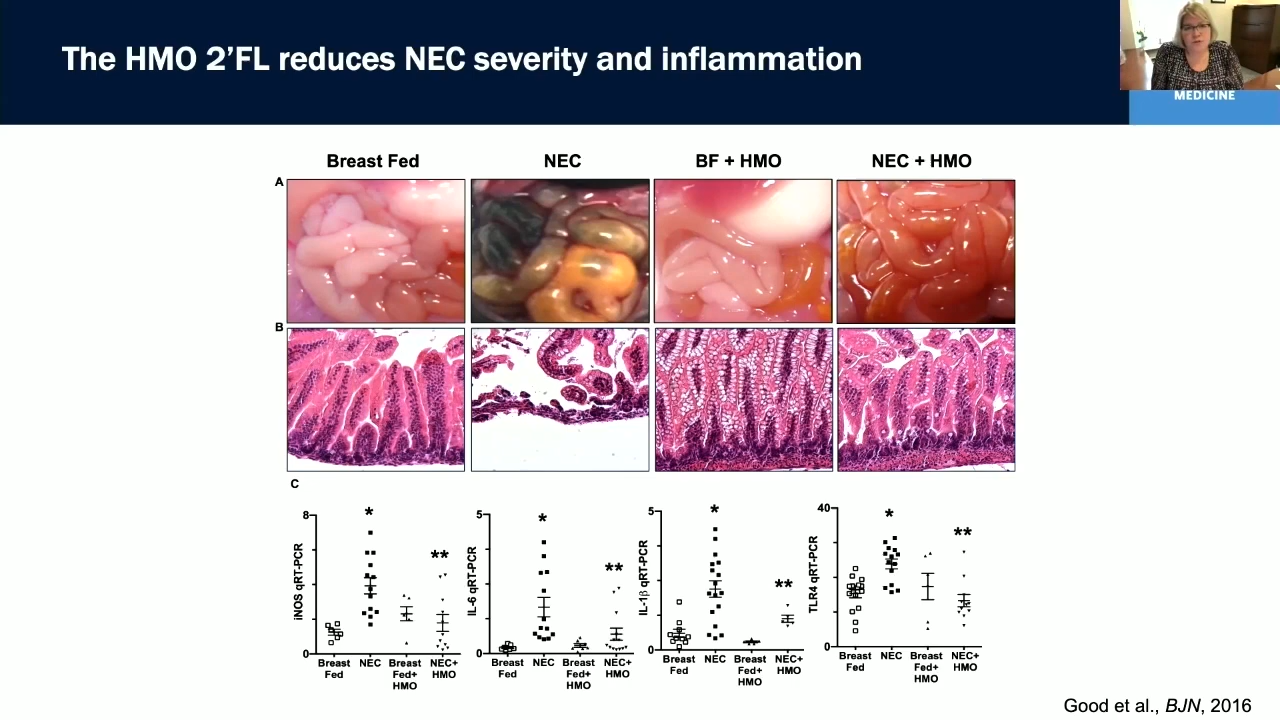 The HMO 2’FL reduces NEC severity and inflammation
MEDICINE
Breast Fed NEC BF + HMO NEC + HMO
A
B
C
iNOS qRT-PCR
8
0
*
**
Breast Fed NEC Breast Fed+ HMO NEC+ HMO
IL-6 qRT-PCR
5
0
*
**
Breast Fed NEC Breast Fed+ HMO NEC+ HMO
IL-1β qRT-PCR
5
0
*
**
Breast Fed NEC Breast Fed+ HMO NEC+ HMO
TLR4 qRT-PCR
40
0
*
**
Breast Fed NEC Breast Fed+ HMO NEC+ HMO
Good et al., BJN, 2016